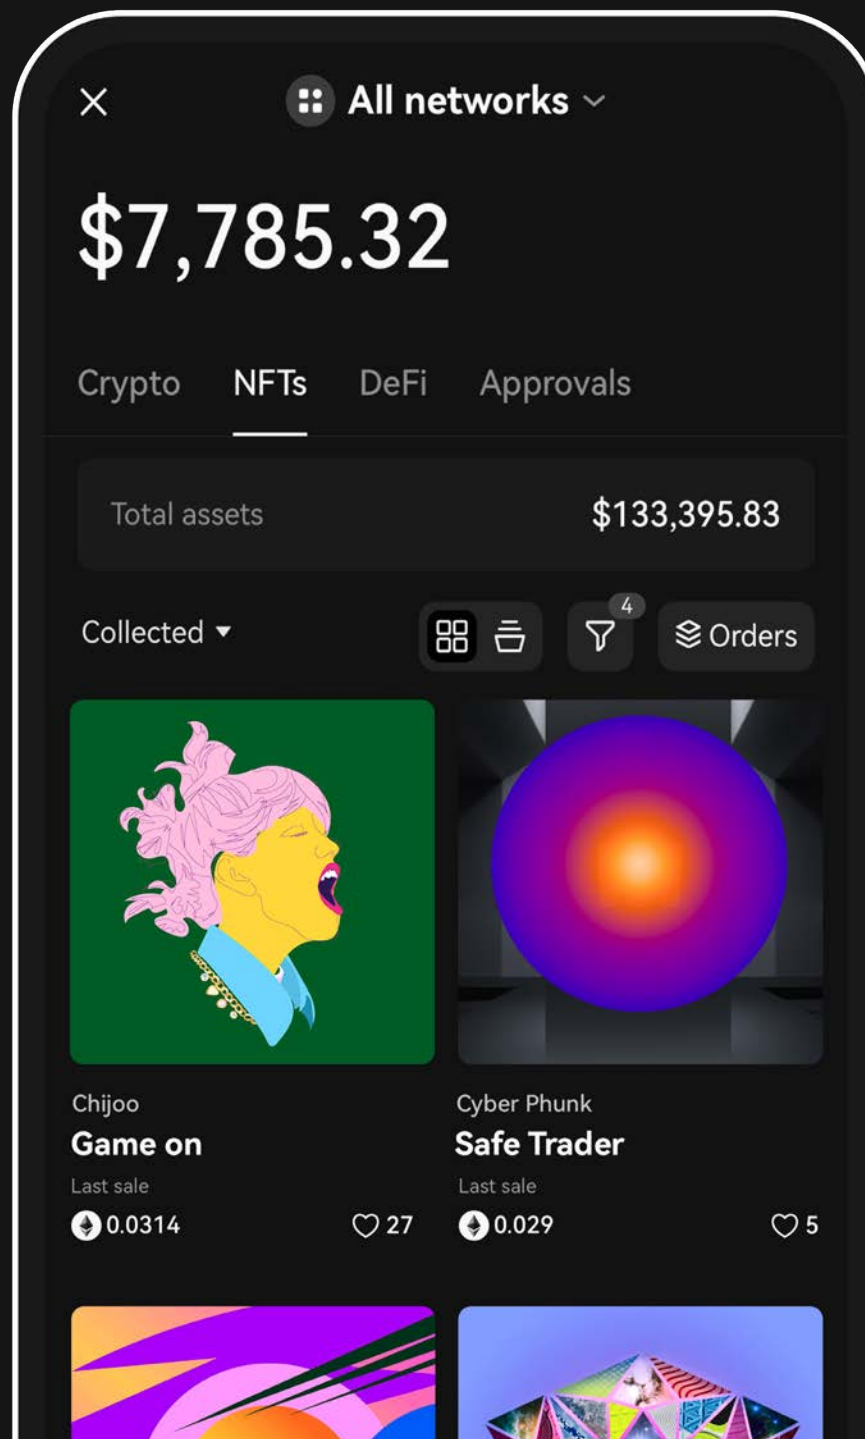 All networks
$7,785.32
Crypto NFTs DeFi Approvals
Total assets $133,395.83
Collected 4 Orders
Chijoo Cyber Phunk
Game on Safe Trader
Last sale Last sale
0.0314 27 0.029 5